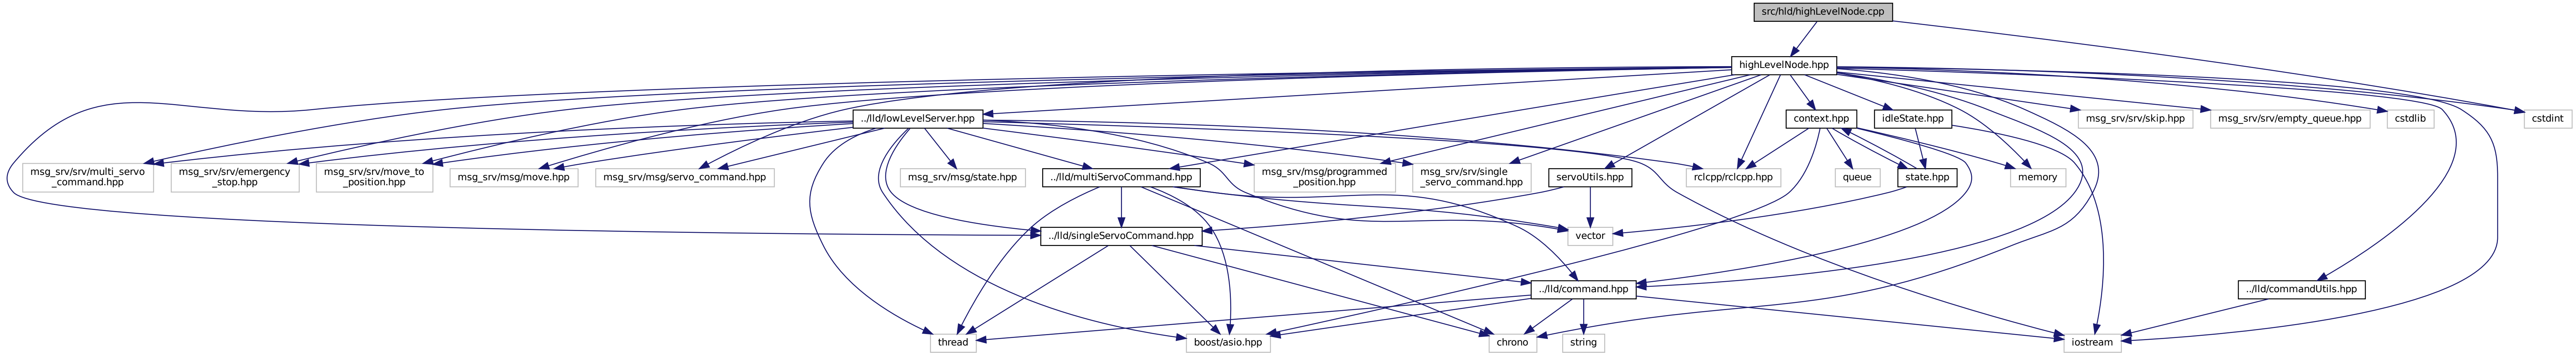 src/hld/highLevelNode.cpp
highLevelNode.hpp
../lld/lowLevelServer.hpp
context.hpp
idleState.hpp
msg_srv/srv/skip.hpp
msg_srv/srv/empty_queue.hpp
cstdlib
cstdint
msg_srv/srv/multi_servo
_command.hpp
msg_srv/srv/emergency
_stop.hpp
msg_srv/srv/move_to
_position.hpp
msg_srv/msg/move.hpp
msg_srv/msg/servo_command.hpp
msg_srv/msg/state.hpp
../lld/multiServoCommand.hpp
msg_srv/msg/programmed
_position.hpp
msg_srv/srv/single
_servo_command.hpp
servoUtils.hpp
rclcpp/rclcpp.hpp
queue
state.hpp
memory
../lld/singleServoCommand.hpp
vector
../lld/command.hpp
../lld/commandUtils.hpp
thread
boost/asio.hpp
chrono
string
iostream